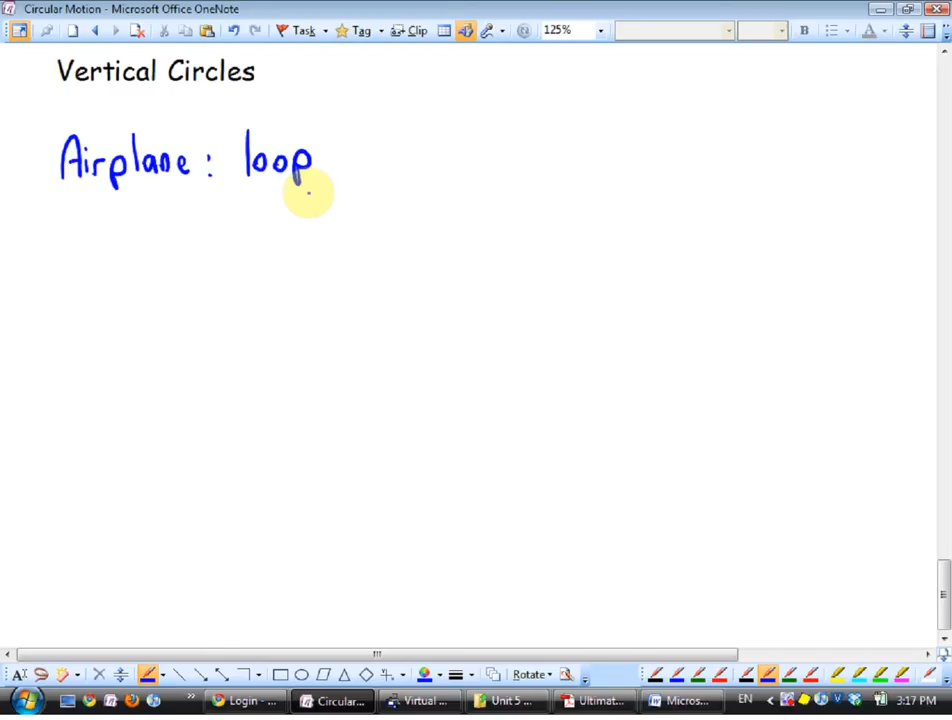 Circular Motion - Microsoft Office OneNote
Task Tag Clip 125% B A
Vertical Circles
Airplane: loop
A Rotate
Login - ... Circular... Virtual ... Unit 5 ... Ultimat... Micros... EN 3:17 PM